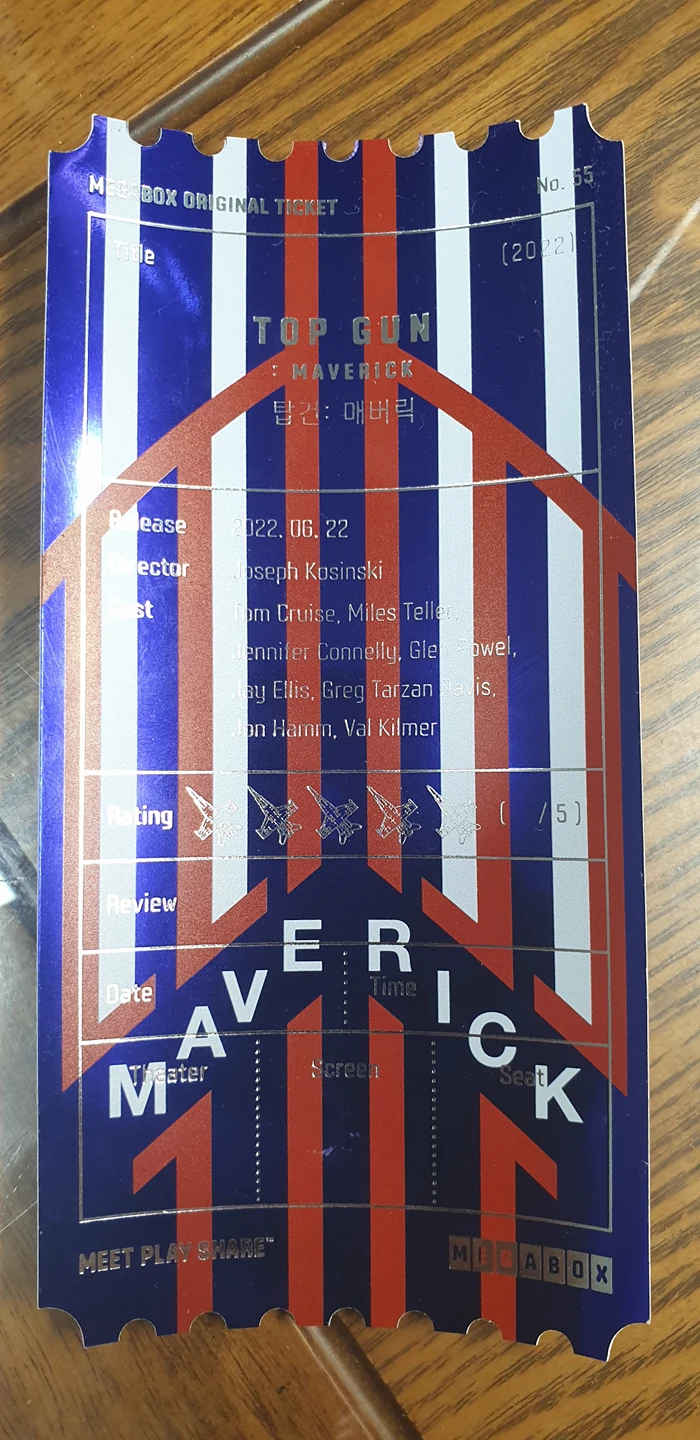 MEGABOX ORIGINAL TICKET
No. 55
Title
(2022)
TOP GUN
: MAVERICK
탑건: 매버릭
Release 2022. 06. 22
Director Joseph Kosinski
Cast Tom Cruise, Miles Teller,
Jennifer Connelly, Glen Powel,
Jay Ellis, Greg Tarzan Davis,
Jon Hamm, Val Kilmer
Rating ( /5)
Review
Date Time
MAVERICK
Theater Screen Seat
MEET PLAY SHARE™
MEGABOX